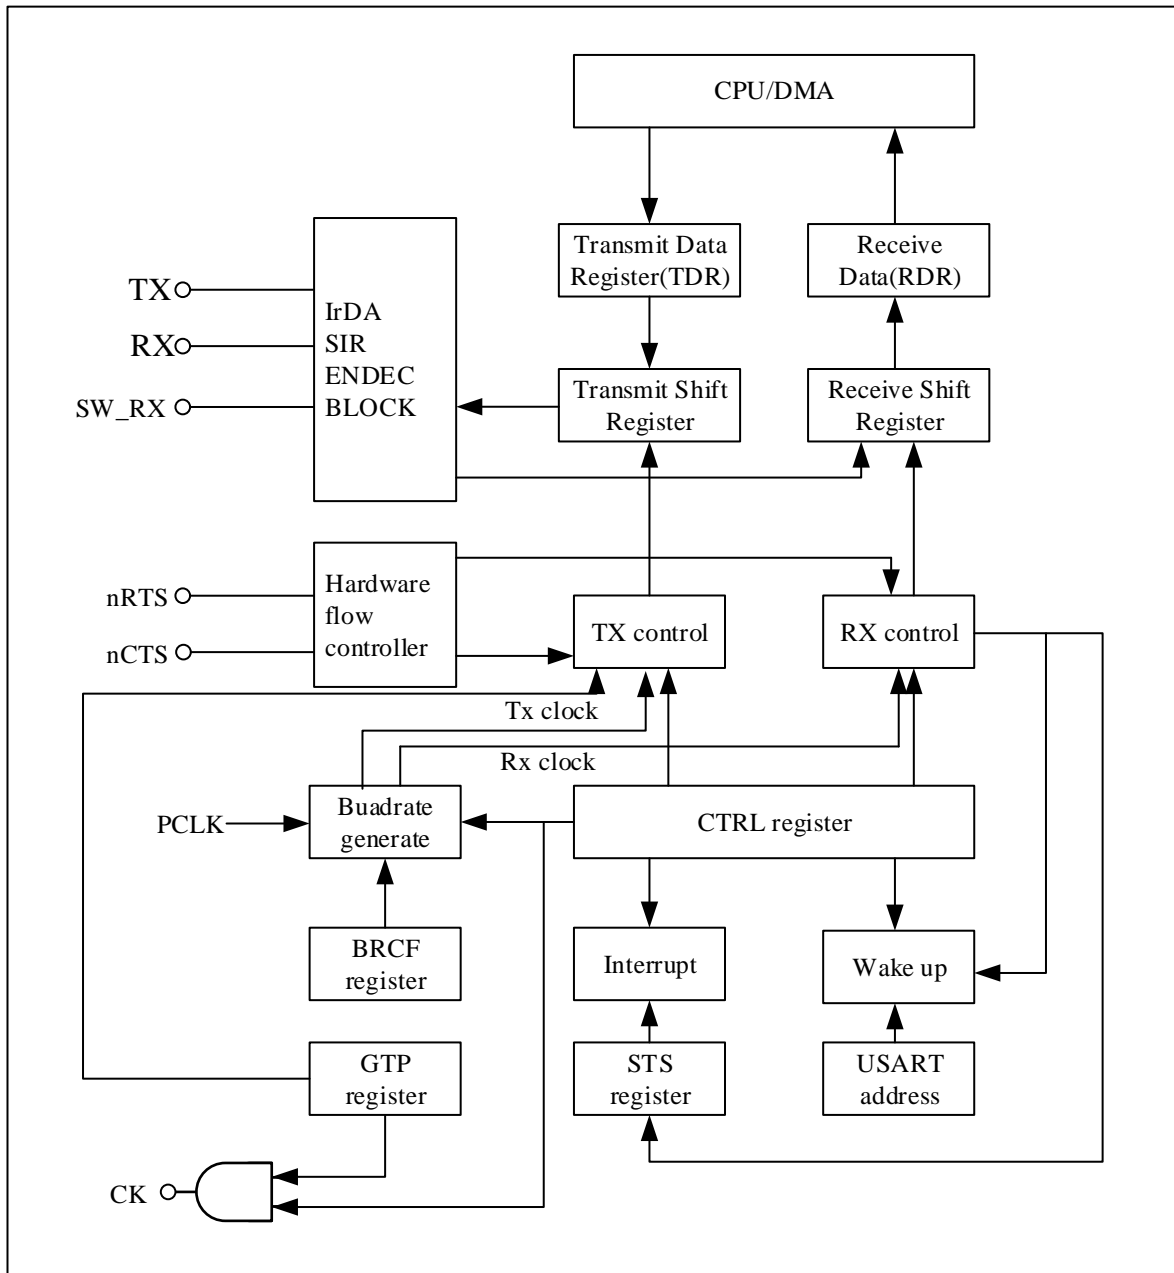 CPU/DMA
Transmit Data
Register(TDR)
Receive
Data(RDR)
TX
RX
SW_RX
IrDA
SIR
ENDEC
BLOCK
Transmit Shift
Register
Receive Shift
Register
nRTS
nCTS
Hardware
flow
controller
TX control
RX control
Tx clock
Rx clock
PCLK
Buadrate
generate
CTRL register
BRCF
register
Interrupt
Wake up
GTP
register
STS
register
USART
address
CK